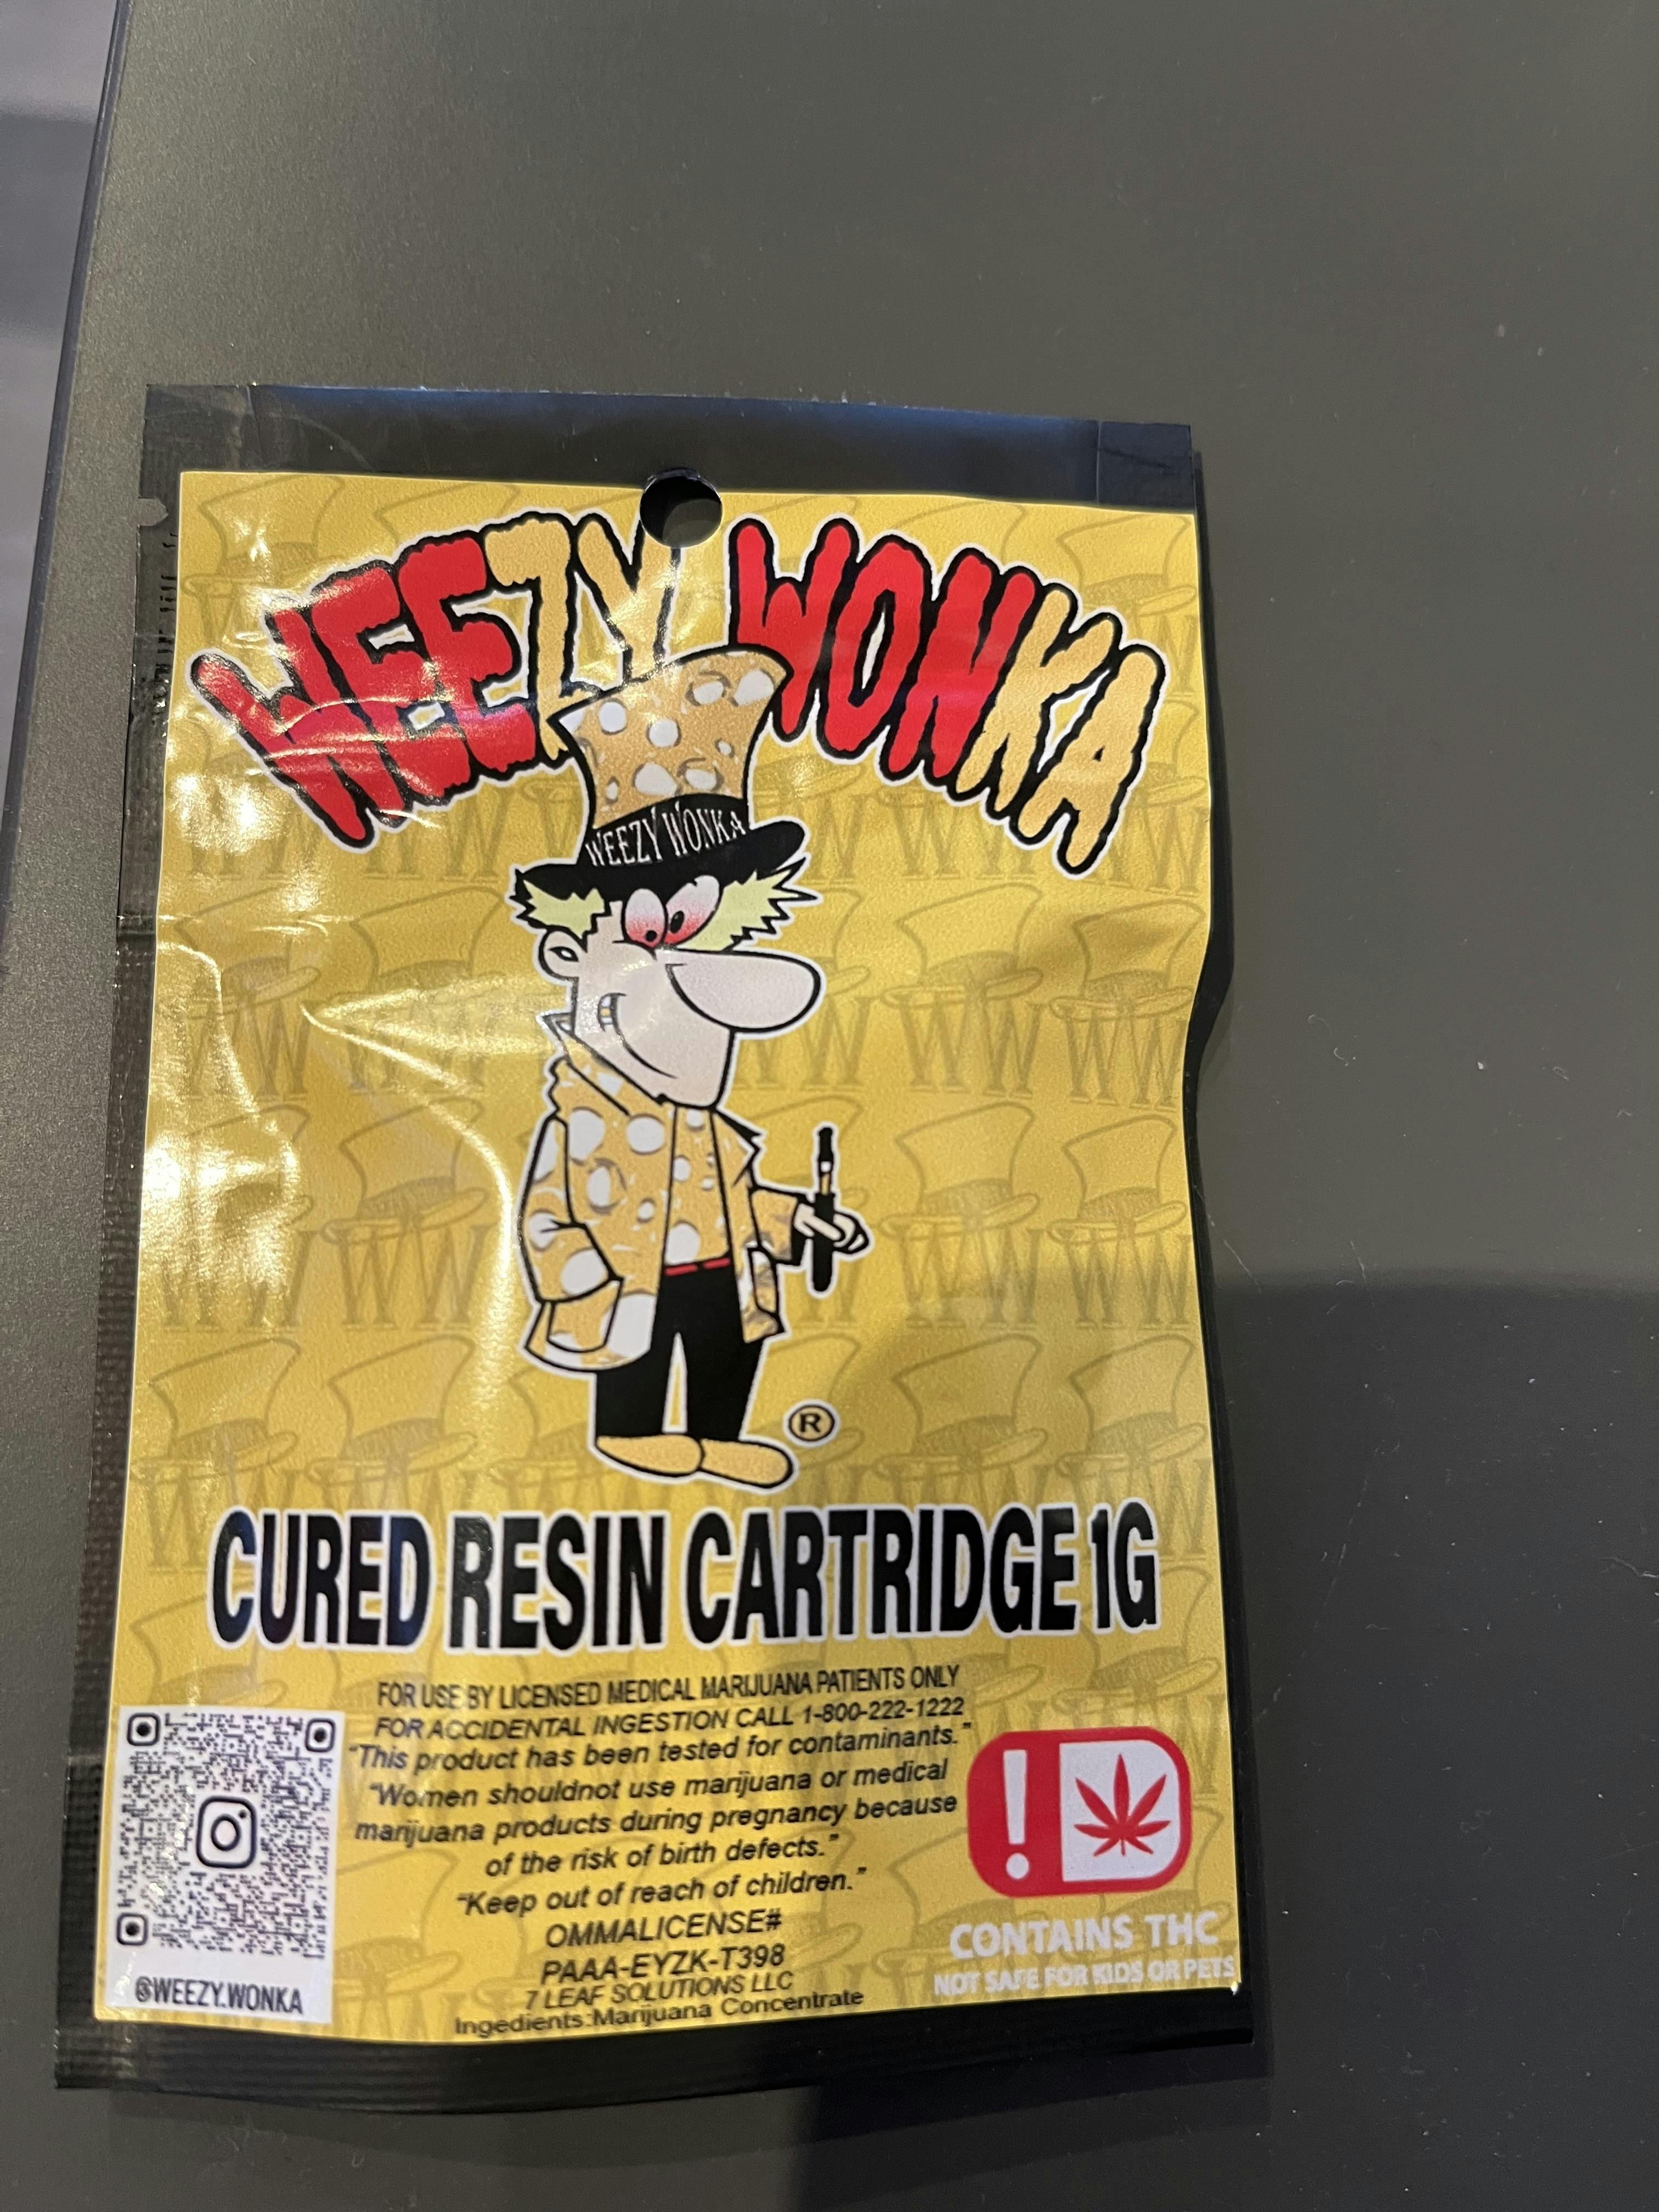 WEEZY WONKA
WEEZY WONKA
®
CURED RESIN CARTRIDGE 1G
FOR USE BY LICENSED MEDICAL MARIJUANA PATIENTS ONLY
FOR ACCIDENTAL INGESTION CALL 1-800-222-1222
"This product has been tested for contaminants."
"Women shouldnot use marijuana or medical
marijuana products during pregnancy because
of the risk of birth defects."
"Keep out of reach of children."
OMMALICENSE#
PAAA-EYZK-T398
7 LEAF SOLUTIONS LLC
Ingedients:Marijuana Concentrate
@WEEZY.WONKA
!
CONTAINS THC
NOT SAFE FOR KIDS OR PETS